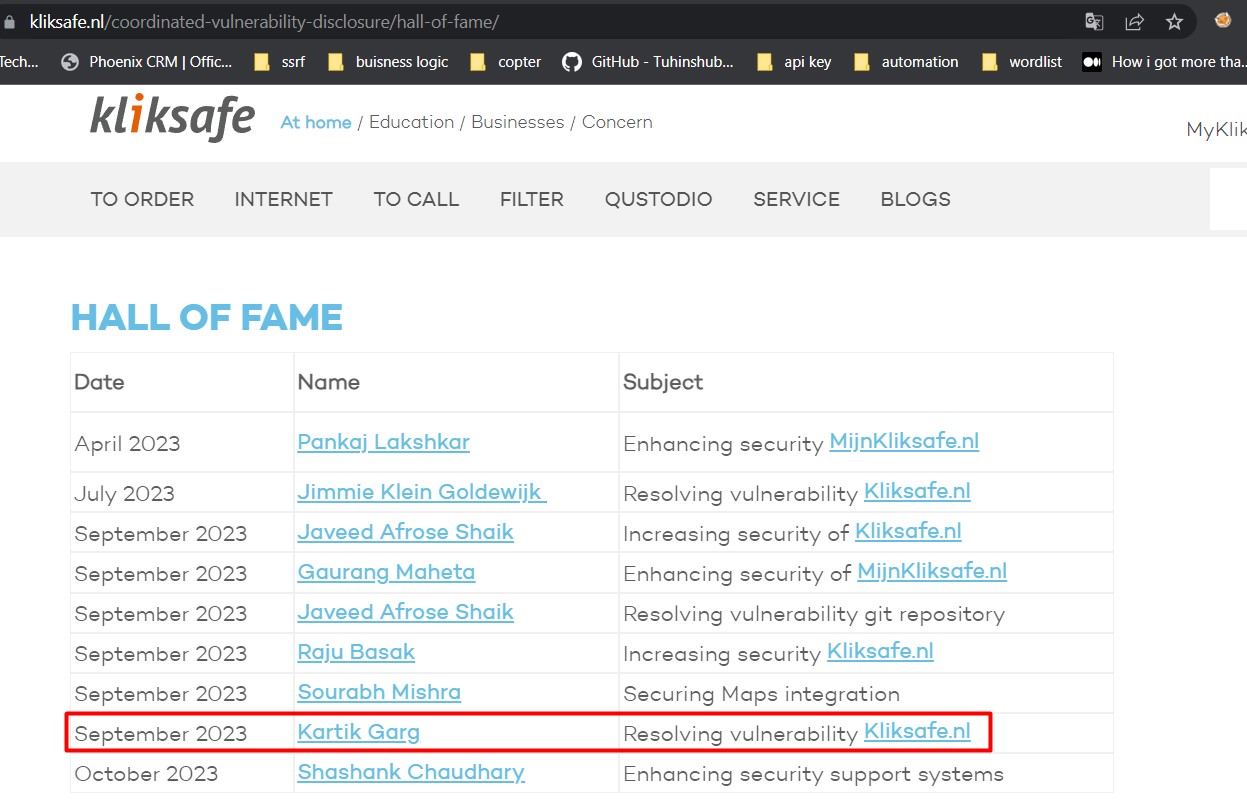 kliksafe.nl/coordinated-vulnerability-disclosure/hall-of-fame/
Tech... Phoenix CRM | Offic... ssrf buisness logic copter GitHub - Tuhinshub... api key automation wordlist How i got more tha...
kliksafe At home / Education / Businesses / Concern
MyKlik
TO ORDER INTERNET TO CALL FILTER QUSTODIO SERVICE BLOGS
HALL OF FAME
Date Name Subject
April 2023 Pankaj Lakshkar Enhancing security MijnKliksafe.nl
July 2023 Jimmie Klein Goldewijk Resolving vulnerability Kliksafe.nl
September 2023 Javeed Afrose Shaik Increasing security of Kliksafe.nl
September 2023 Gaurang Maheta Enhancing security of MijnKliksafe.nl
September 2023 Javeed Afrose Shaik Resolving vulnerability git repository
September 2023 Raju Basak Increasing security Kliksafe.nl
September 2023 Sourabh Mishra Securing Maps integration
September 2023 Kartik Garg Resolving vulnerability Kliksafe.nl
October 2023 Shashank Chaudhary Enhancing security support systems